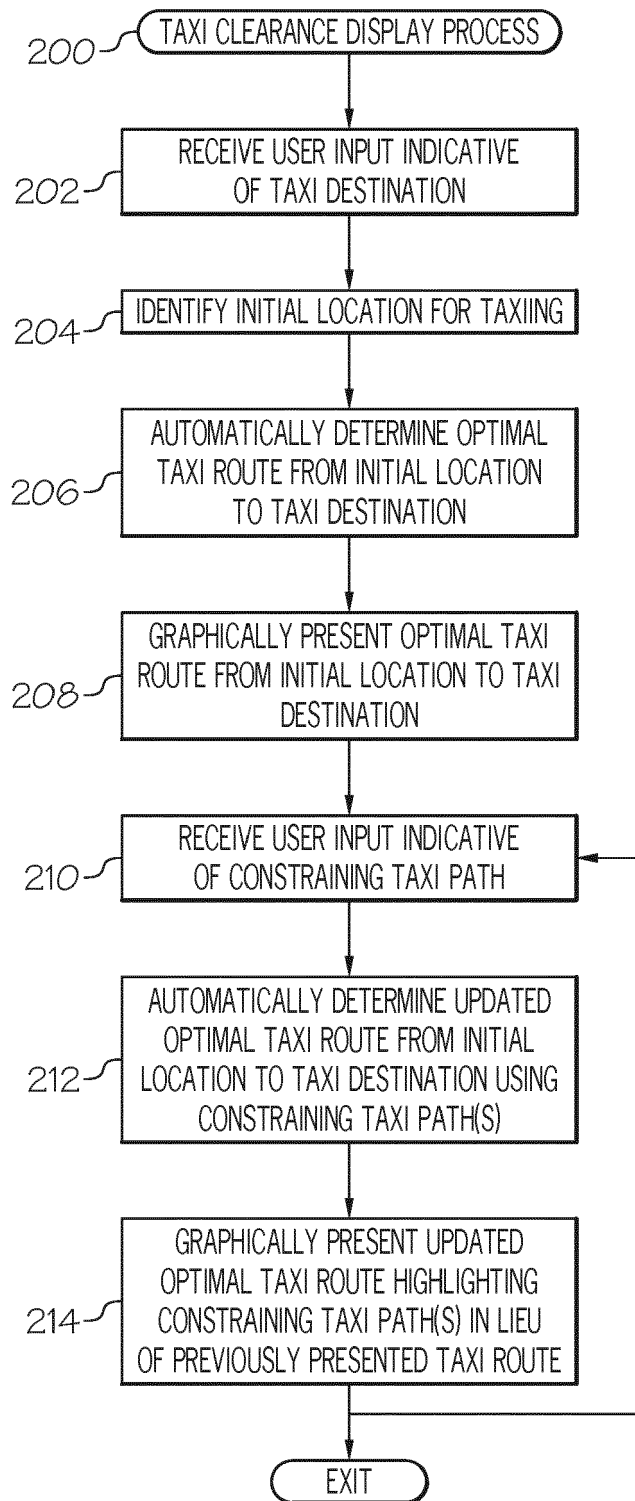 200
TAXI CLEARANCE DISPLAY PROCESS
202
RECEIVE USER INPUT INDICATIVE
OF TAXI DESTINATION
204
IDENTIFY INITIAL LOCATION FOR TAXIING
206
AUTOMATICALLY DETERMINE OPTIMAL
TAXI ROUTE FROM INITIAL LOCATION
TO TAXI DESTINATION
208
GRAPHICALLY PRESENT OPTIMAL TAXI
ROUTE FROM INITIAL LOCATION TO TAXI
DESTINATION
210
RECEIVE USER INPUT INDICATIVE
OF CONSTRAINING TAXI PATH
212
AUTOMATICALLY DETERMINE UPDATED
OPTIMAL TAXI ROUTE FROM INITIAL
LOCATION TO TAXI DESTINATION USING
CONSTRAINING TAXI PATH(S)
214
GRAPHICALLY PRESENT UPDATED
OPTIMAL TAXI ROUTE HIGHLIGHTING
CONSTRAINING TAXI PATH(S) IN LIEU
OF PREVIOUSLY PRESENTED TAXI ROUTE
EXIT